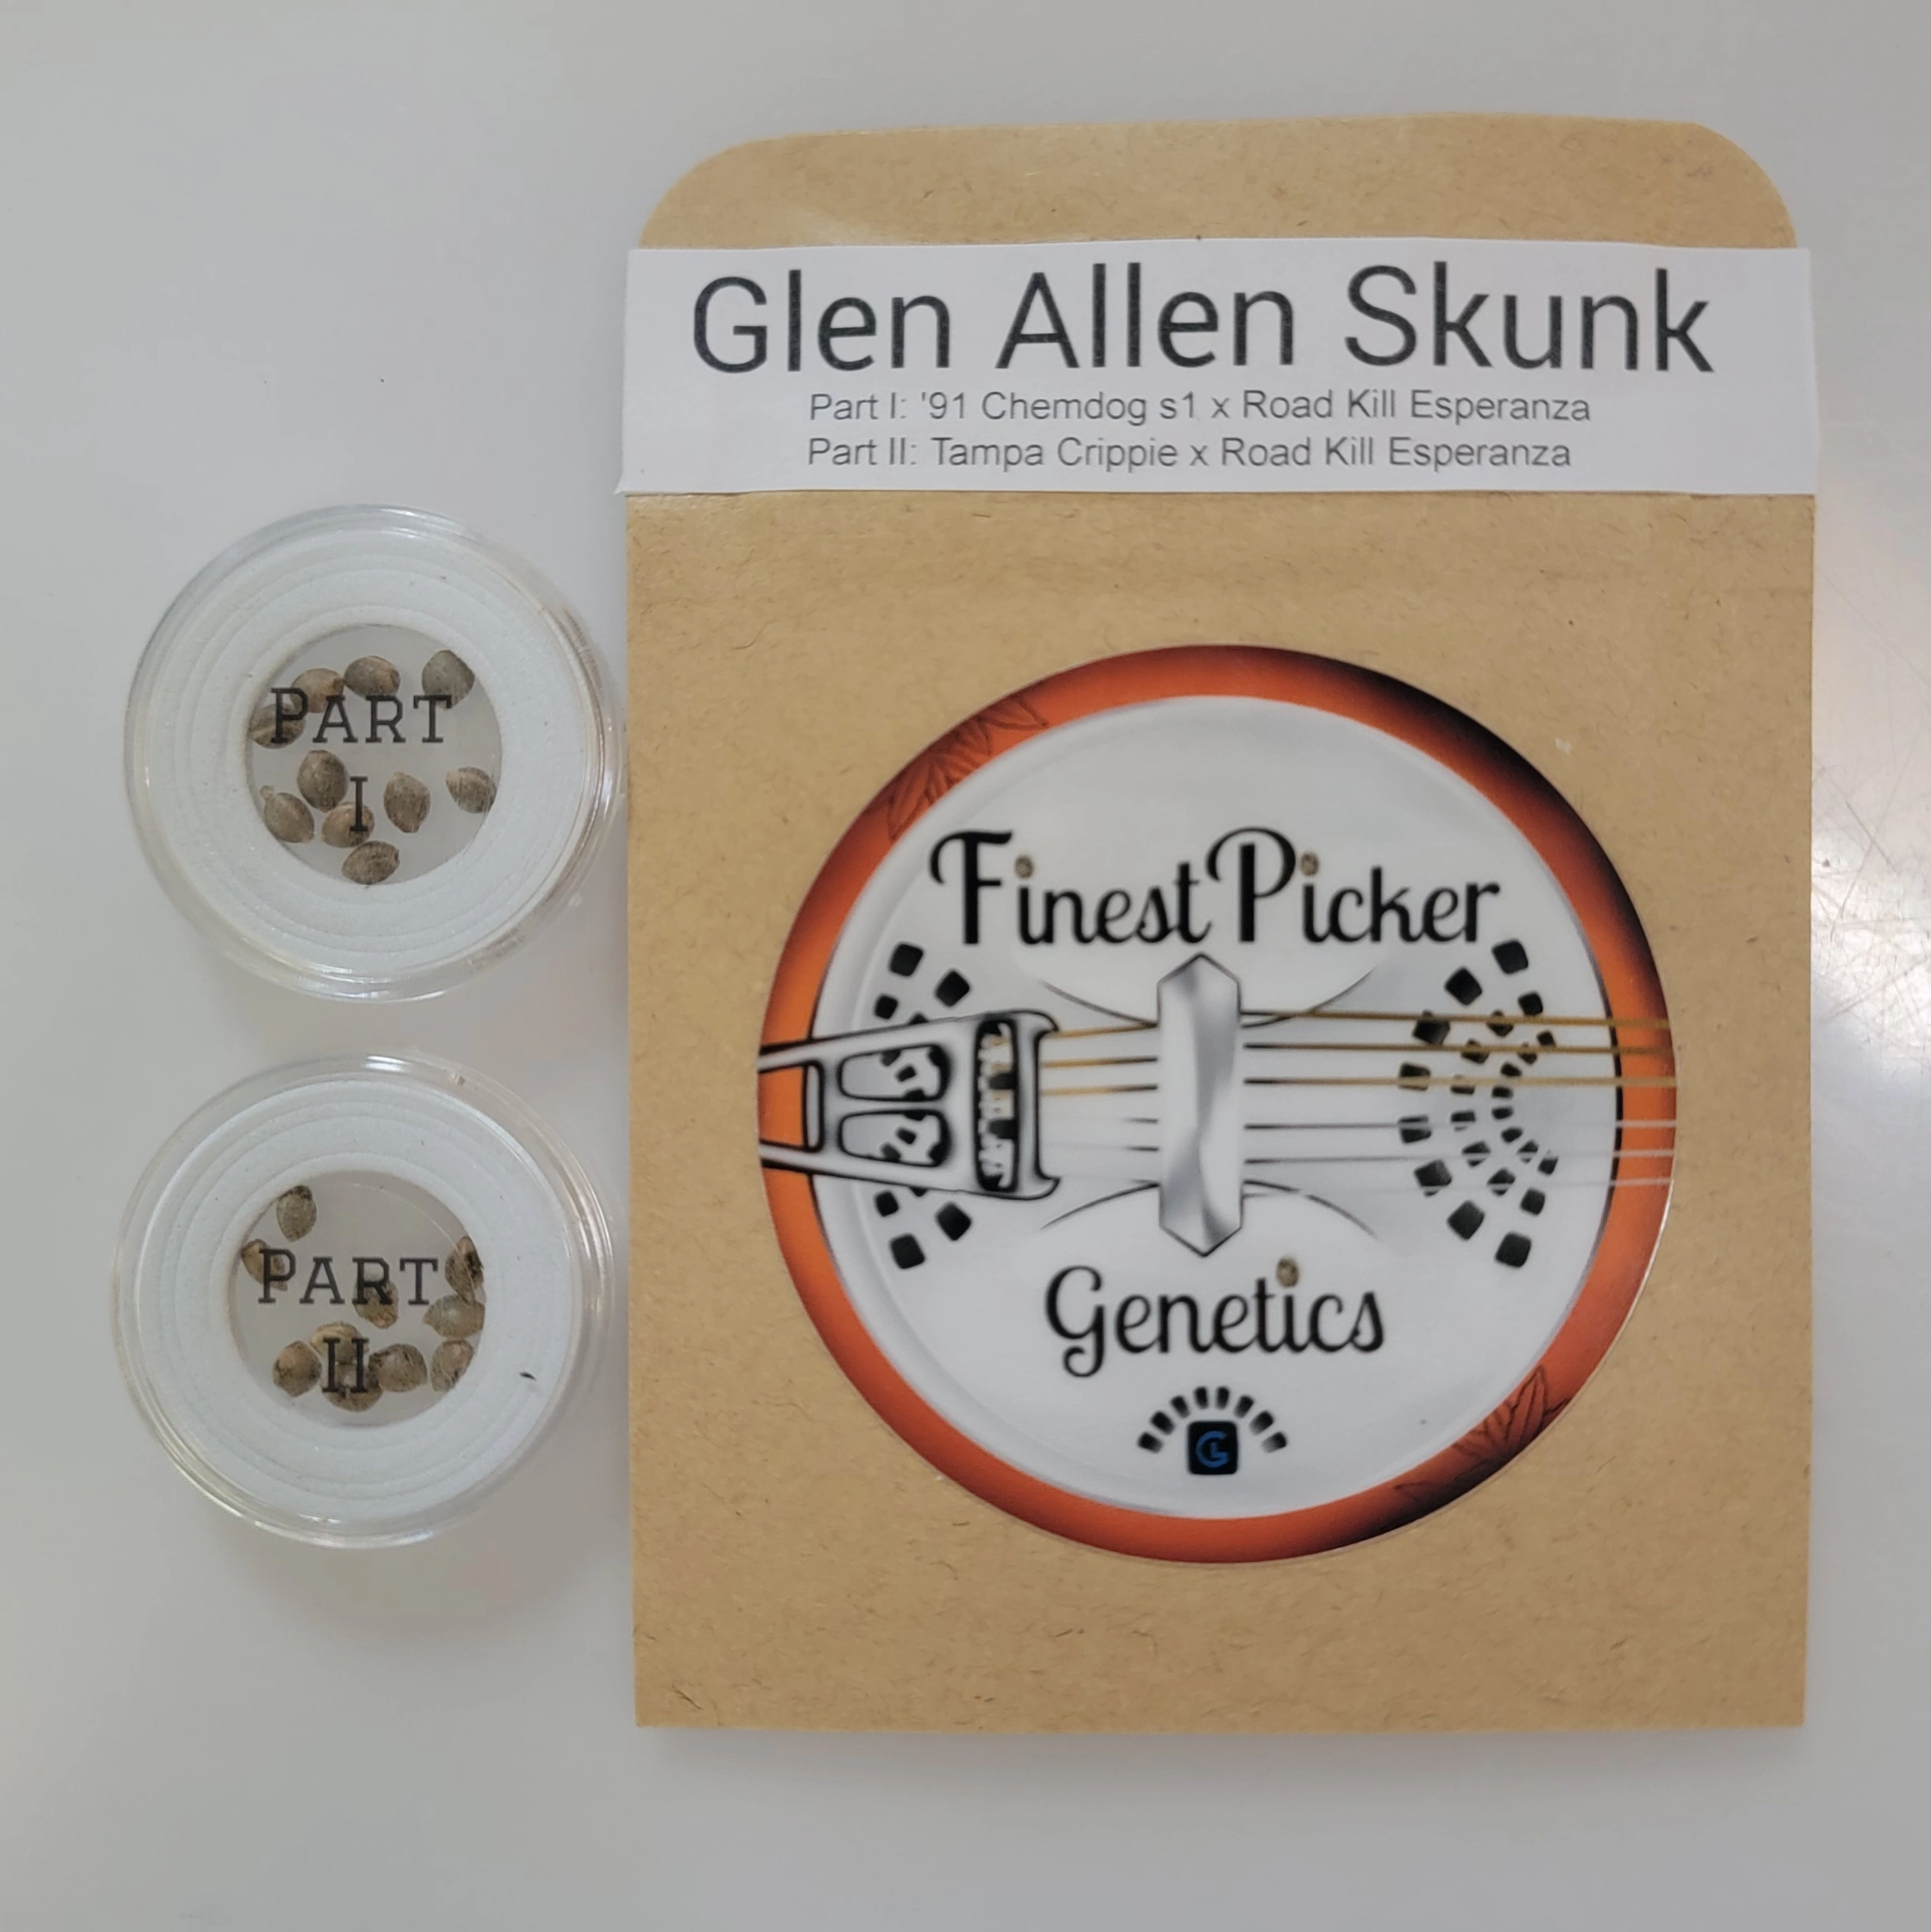 Glen Allen Skunk
Part I: '91 Chemdog s1 x Road Kill Esperanza
Part II: Tampa Crippie x Road Kill Esperanza
PART
I
PART
II
Finest Picker
Genetics